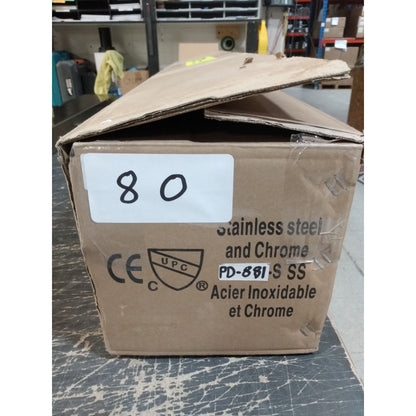 80
Stainless steel
and Chrome
CE
C
UPC
®
PD-881-S SS
Acier Inoxidable
et Chrome